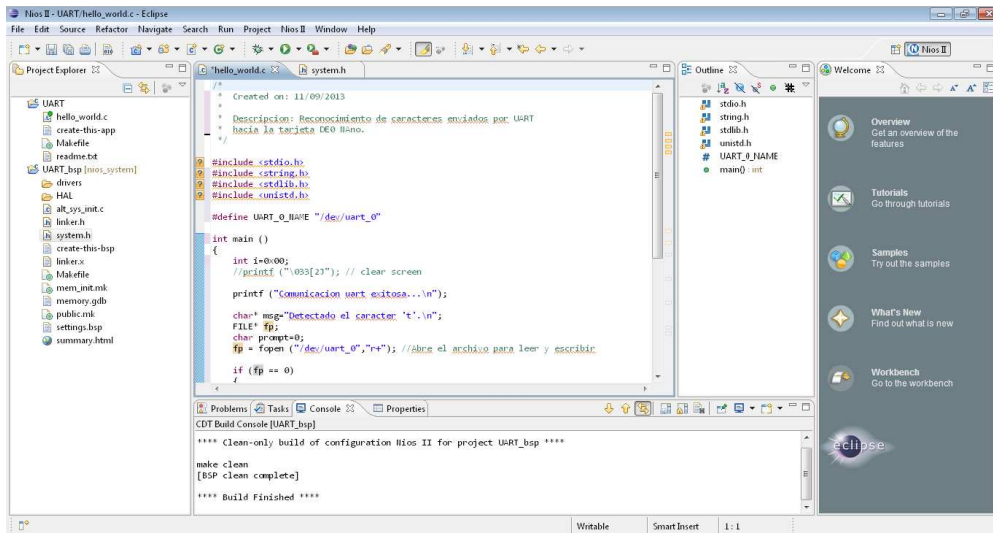 Nios II - UART/hello_world.c - Eclipse
File Edit Source Refactor Navigate Search Run Project Nios II Window Help
Nios II
Project Explorer
UART
hello_world.c
create-this-app
Makefile
readme.txt
UART_bsp [nios_system]
drivers
HAL
alt_sys_init.c
linker.h
system.h
create-this-bsp
linker.x
Makefile
mem_init.mk
memory.gdb
public.mk
settings.bsp
summary.html
*hello_world.c
system.h
/*
* Created on: 11/09/2013
*
* Descripcion: Reconocimiento de caracteres enviados por UART
* hacia la tarjeta DE0 NAno.
*/
#include <stdio.h>
#include <string.h>
#include <stdlib.h>
#include <unistd.h>
#define UART_0_NAME "/dev/uart_0"
int main ()
{
int i=0x00;
//printf ("\033[2J"); // clear screen
printf ("Comunicacion uart exitosa...\n");
char* msg="Detectado el caracter 't'.\n";
FILE* fp;
char prompt=0;
fp = fopen ("/dev/uart_0","r+"); //Abre el archivo para leer y escribir
if (fp == 0)
{
Outline
stdio.h
string.h
stdlib.h
unistd.h
UART_0_NAME
main() : int
Welcome
Overview
Get an overview of the
features
Tutorials
Go through tutorials
Samples
Try out the samples
What's New
Find out what is new
Workbench
Go to the workbench
eclipse
Problems Tasks Console Properties
CDT Build Console [UART_bsp]
**** Clean-only build of configuration Nios II for project UART_bsp ****
make clean
[BSP clean complete]
**** Build Finished ****
Writable Smart Insert 1 : 1